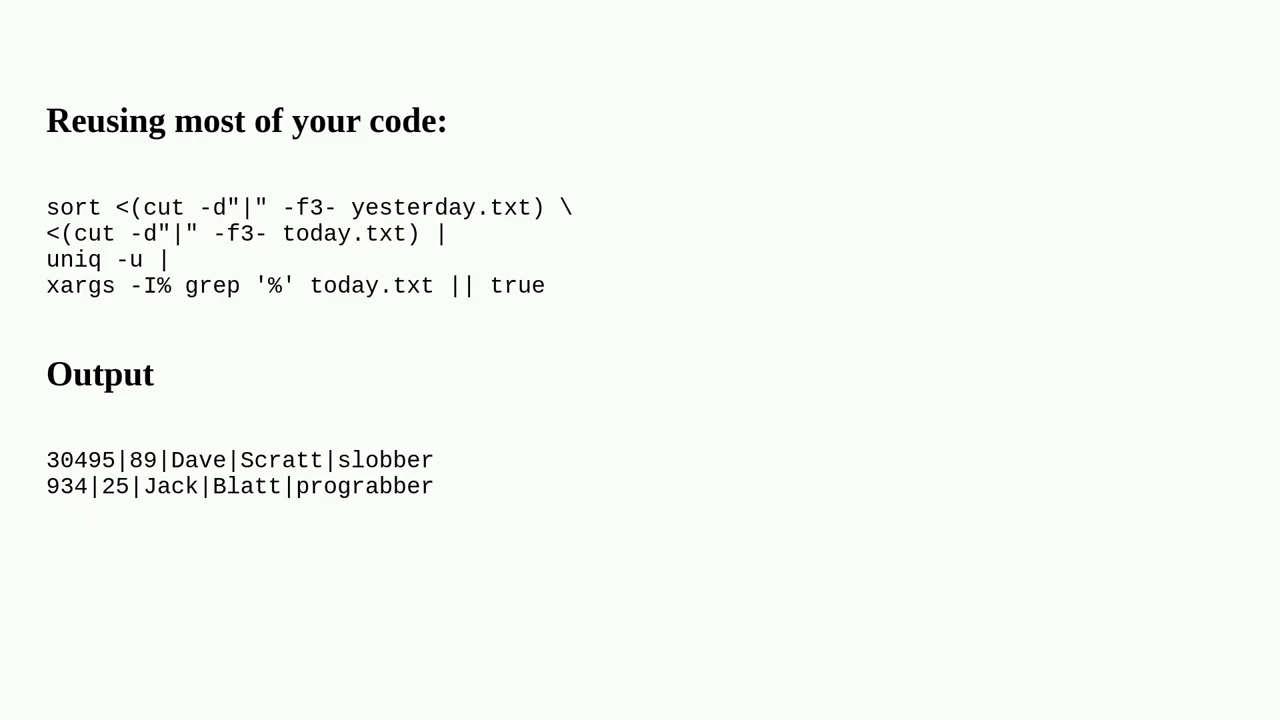 Reusing most of your code:
sort <(cut -d"|" -f3- yesterday.txt) \
<(cut -d"|" -f3- today.txt) |
uniq -u |
xargs -I% grep '%' today.txt || true
Output
30495|89|Dave|Scratt|slobber
934|25|Jack|Blatt|prograbber